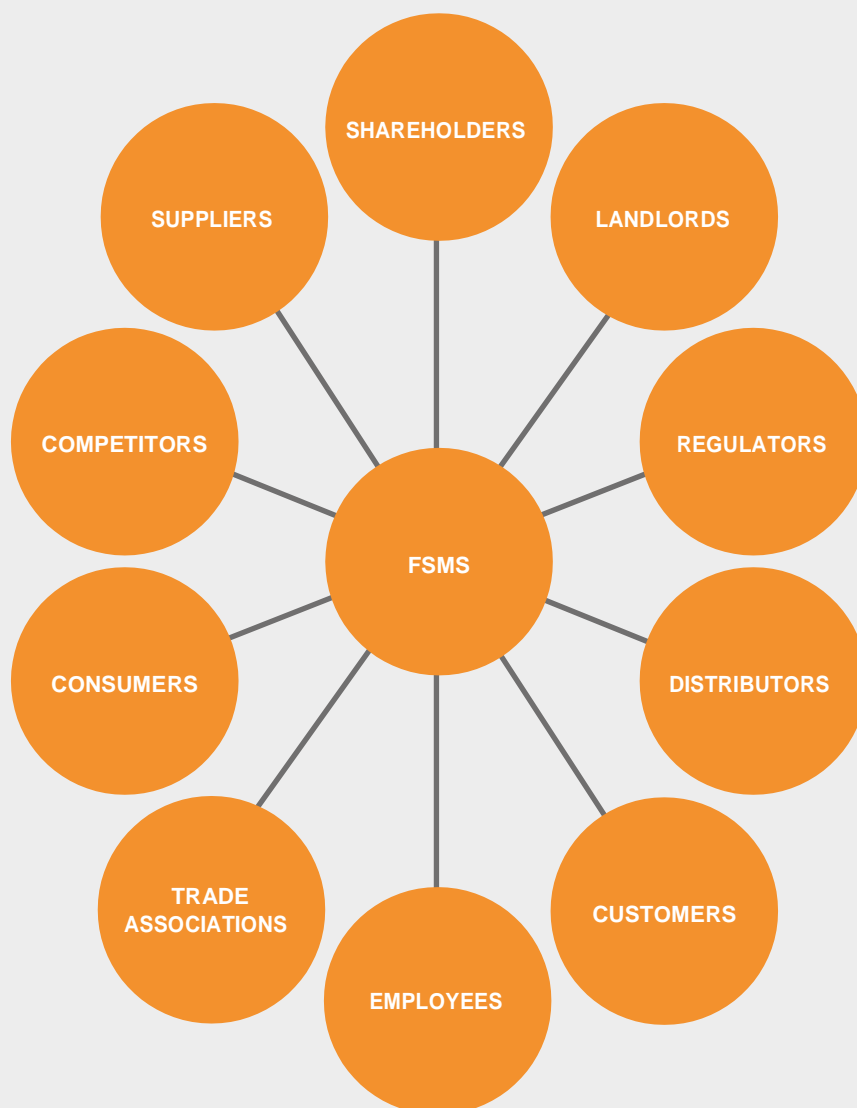 SHAREHOLDERS
SUPPLIERS
LANDLORDS
COMPETITORS
REGULATORS
FSMS
CONSUMERS
DISTRIBUTORS
TRADE
ASSOCIATIONS
CUSTOMERS
EMPLOYEES